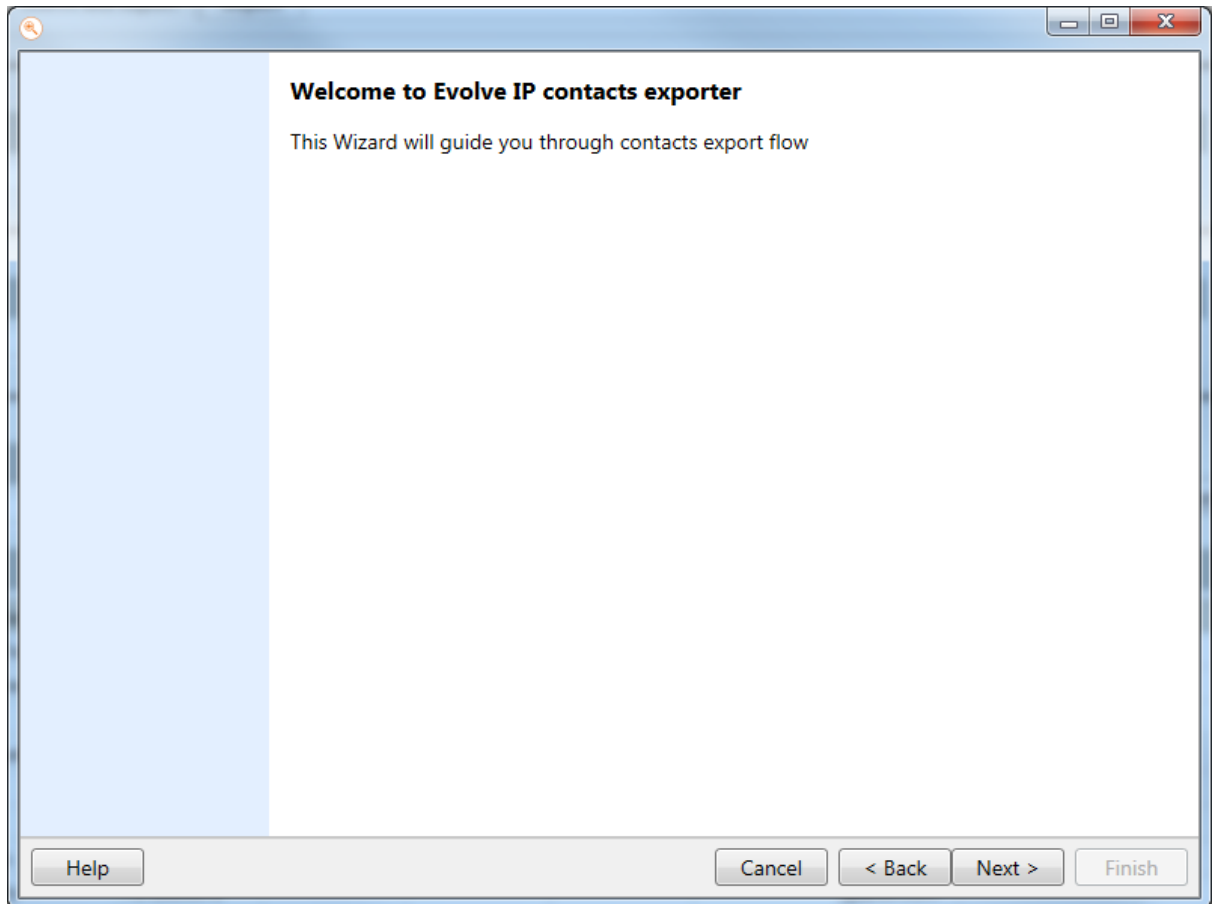 Welcome to Evolve IP contacts exporter
This Wizard will guide you through contacts export flow
Help
Cancel
< Back
Next >
Finish